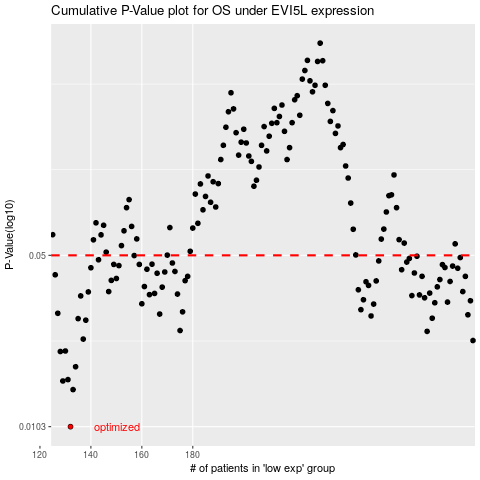 Cumulative P-Value plot for OS under EVI5L expression
P-Value(log10)
0.05
0.0103
optimized
120 140 160 180
# of patients in 'low exp' group